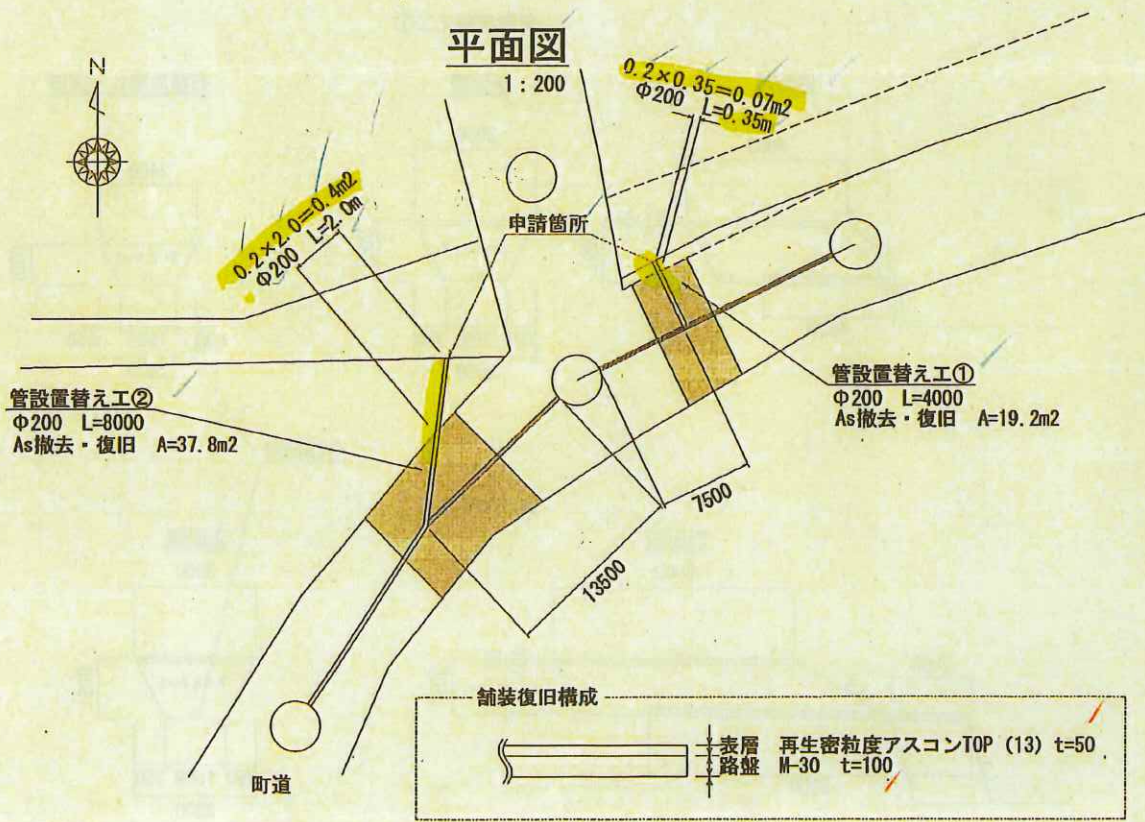 平面図
1:200
N
0.2×0.35=0.07m2
Φ200 L=0.35m
0.2×2.0=0.4m2
Φ200 L=2.0m
申請箇所
管設置替え工②
Φ200 L=8000
As撤去・復旧 A=37.8m2
管設置替え工①
Φ200 L=4000
As撤去・復旧 A=19.2m2
7500
13500
町道
舗装復旧構成
表層 再生密粒度アスコンTOP (13) t=50
路盤 M-30 t=100